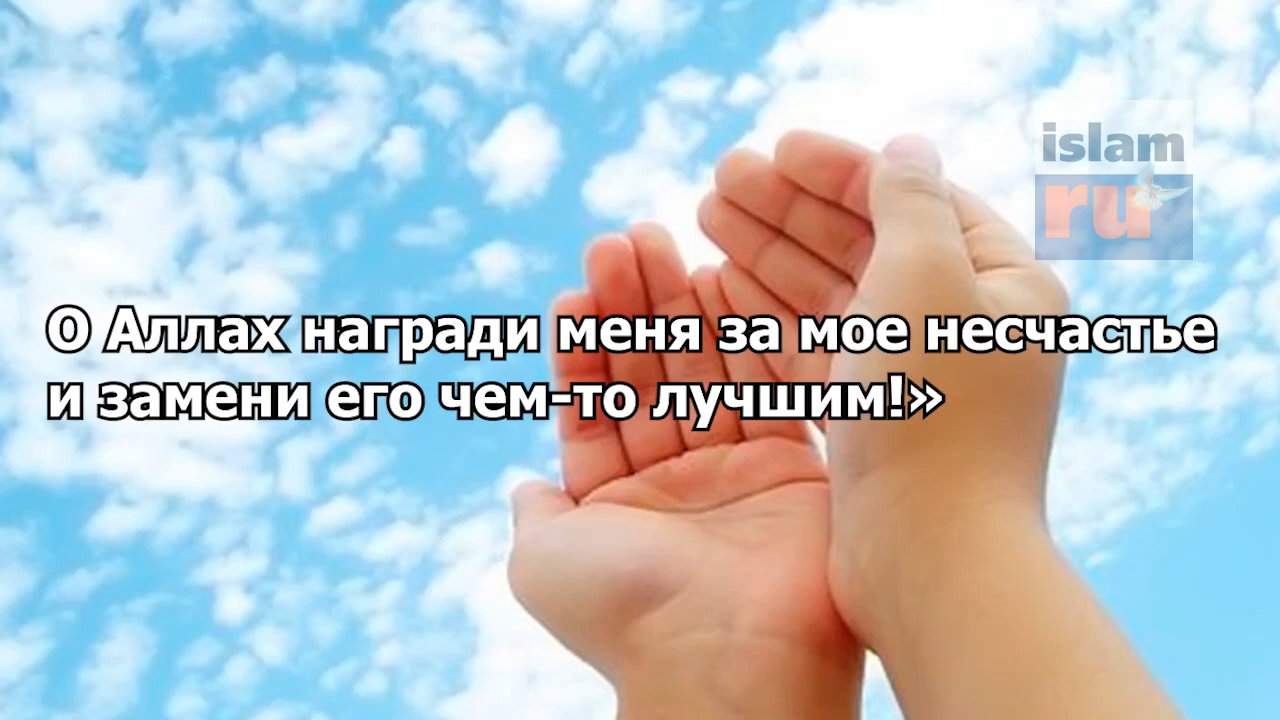 islam
ru
О Аллах награди меня за мое несчастье
и замени его чем-то лучшим!»